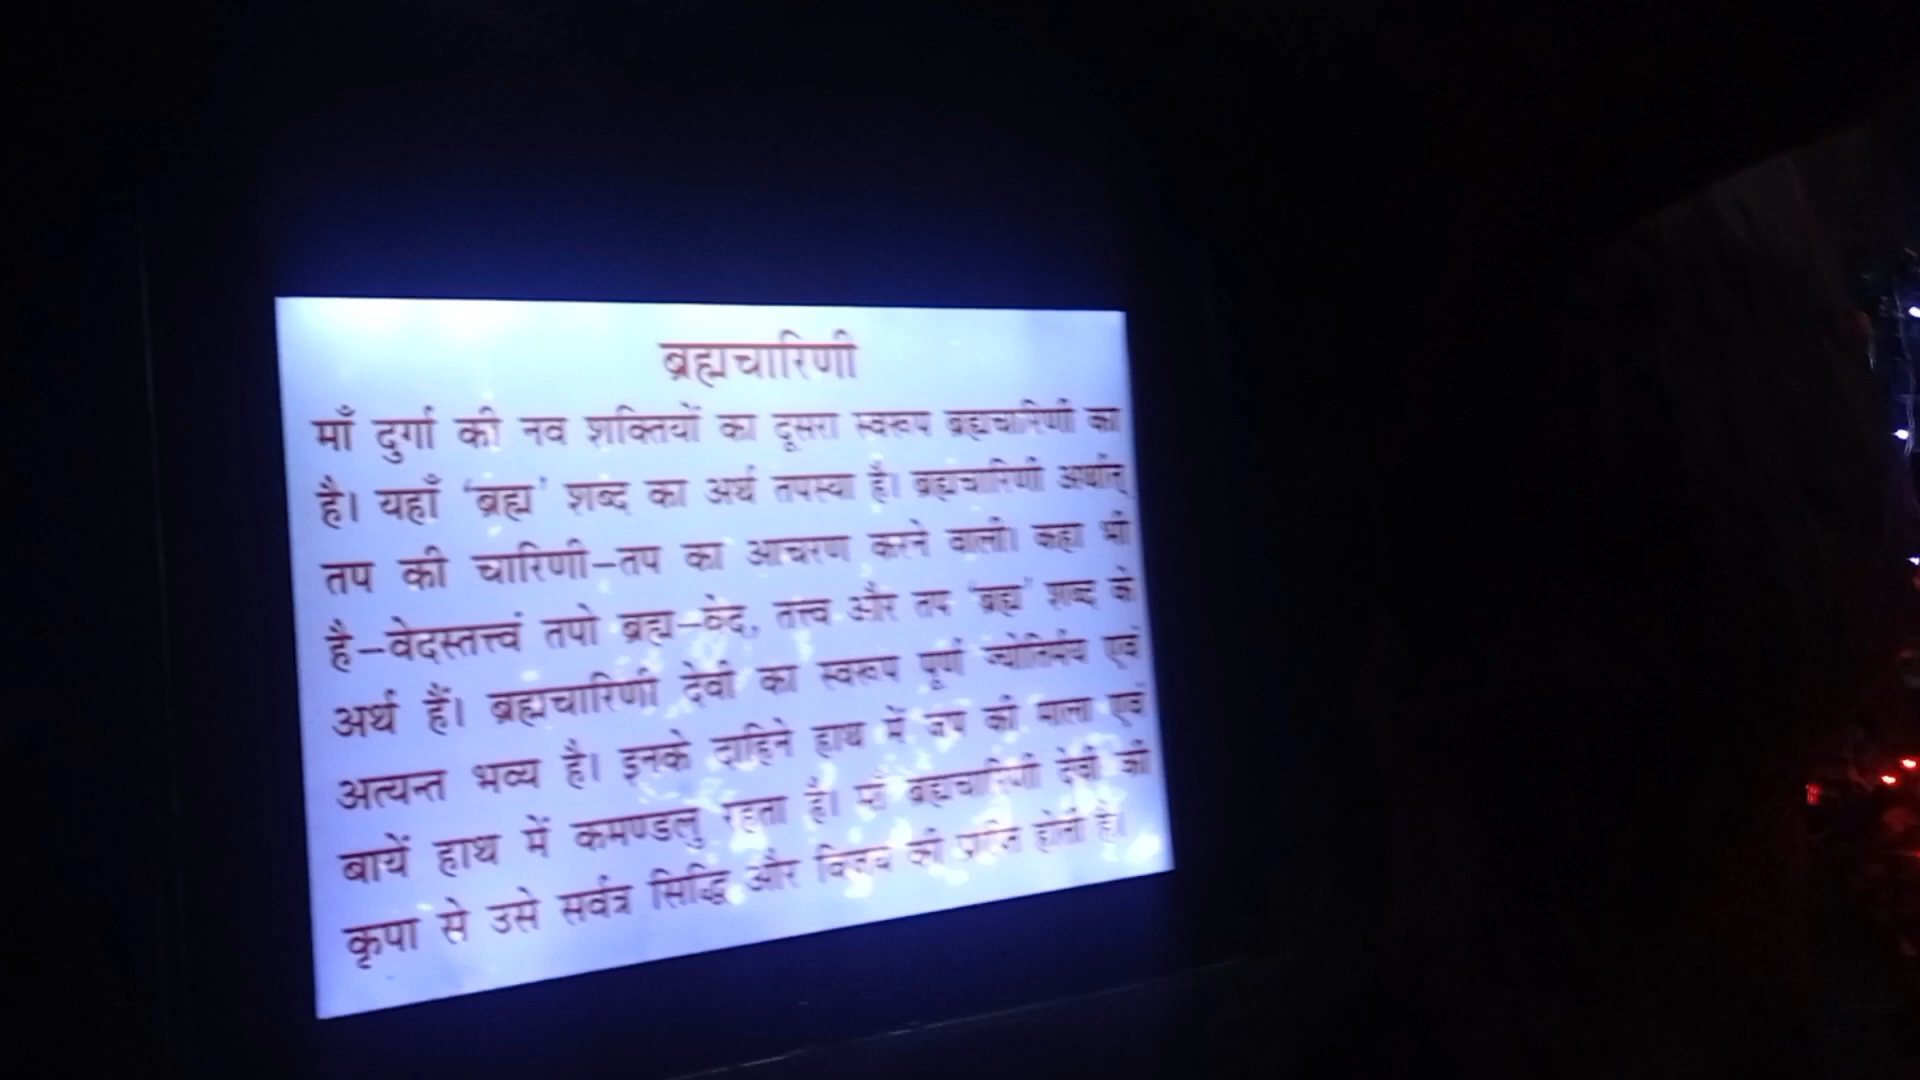 ब्रह्मचारिणी
माँ दुर्गा की नव शक्तियों का दूसरा स्वरूप ब्रह्मचारिणी का
है। यहाँ ‘ब्रह्म’ शब्द का अर्थ तपस्या है। ब्रह्मचारिणी अर्थात्
तप की चारिणी–तप का आचरण करने वाली। कहा भी
है–वेदस्तत्त्वं तपो ब्रह्म–वेद, तत्त्व और तप ‘ब्रह्म’ शब्द के
अर्थ हैं। ब्रह्मचारिणी देवी का स्वरूप पूर्ण ज्योतिर्मय एवं
अत्यन्त भव्य है। इनके दाहिने हाथ में जप की माला एवं
बायें हाथ में कमण्डलु रहता है। माँ ब्रह्मचारिणी देवी की
कृपा से उसे सर्वत्र सिद्धि और विजय की प्राप्ति होती है।